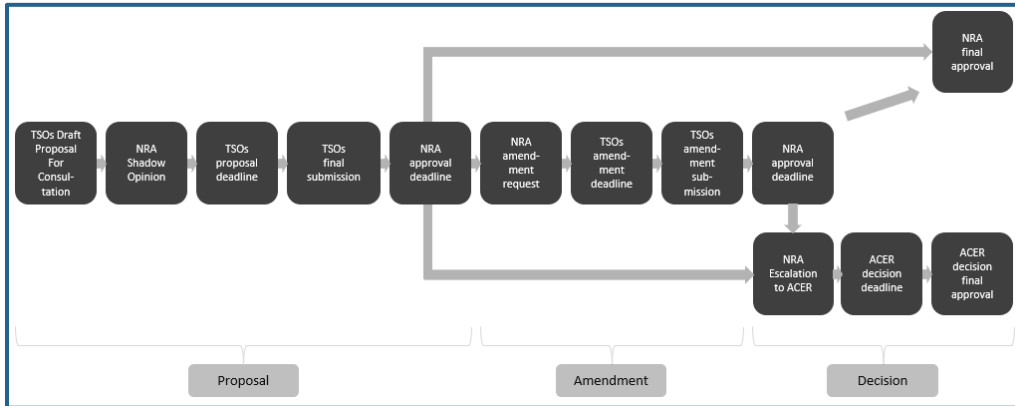 NRA
final
approval
TSOs Draft
Proposal
For
Consul-
tation
NRA
Shadow
Opinion
TSOs
proposal
deadline
TSOs
final
submission
NRA
approval
deadline
NRA
amend-
ment
request
TSOs
amend-
ment
deadline
TSOs
amend-
ment
sub-
mission
NRA
approval
deadline
NRA
Escalation
to ACER
ACER
decision
deadline
ACER
decision
final
approval
Proposal
Amendment
Decision